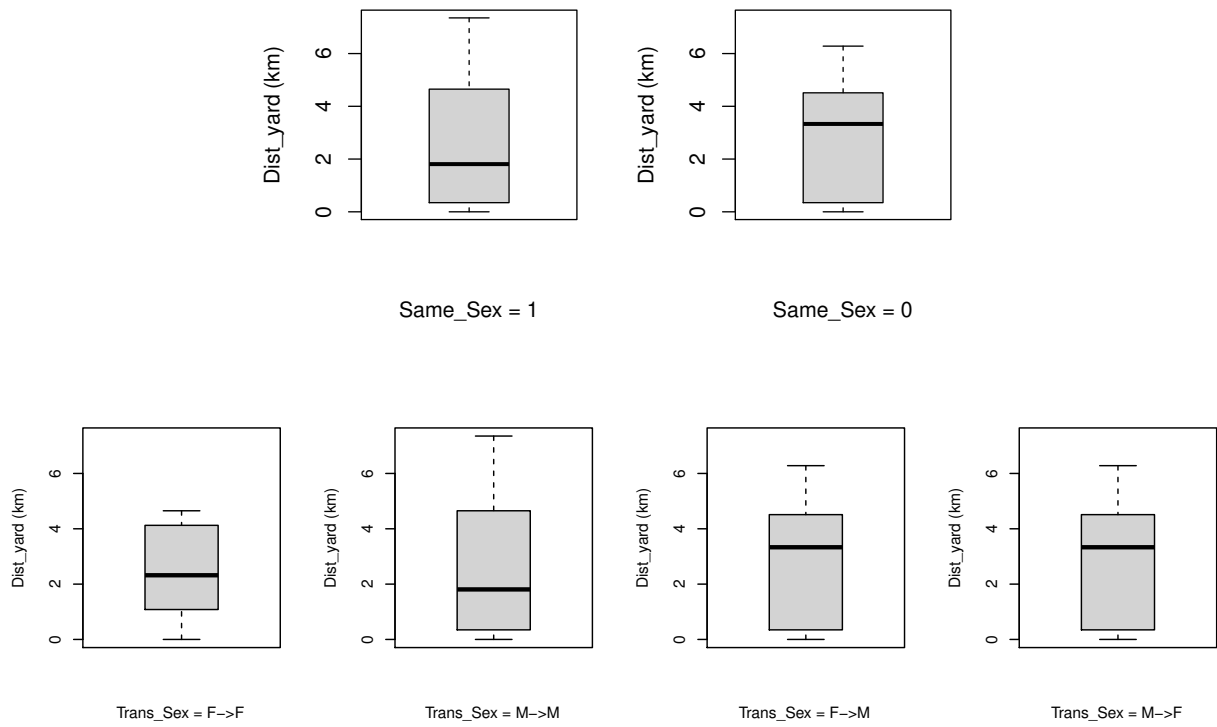 Dist_yard (km)
0 2 4 6
Same_Sex = 1
Dist_yard (km)
0 2 4 6
Same_Sex = 0
Dist_yard (km)
0 2 4 6
Trans_Sex = F->F
Dist_yard (km)
0 2 4 6
Trans_Sex = M->M
Dist_yard (km)
0 2 4 6
Trans_Sex = F->M
Dist_yard (km)
0 2 4 6
Trans_Sex = M->F